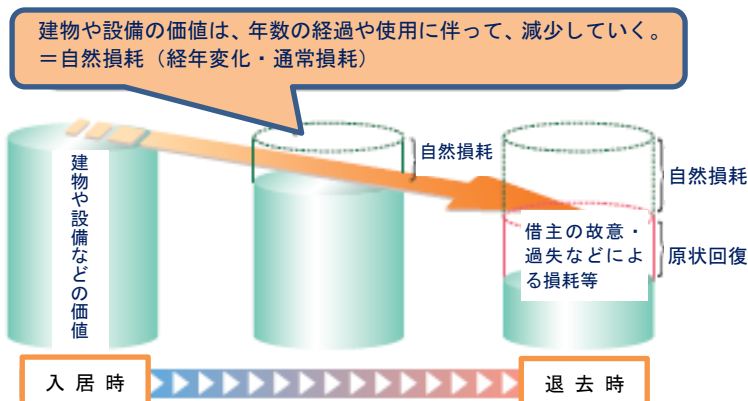 建物や設備の価値は、年数の経過や使用に伴って、減少していく。
＝自然損耗（経年変化・通常損耗）
建物や設備などの価値
自然損耗
自然損耗
借主の故意・
過失などによ
る損耗等
原状回復
入居時
退去時